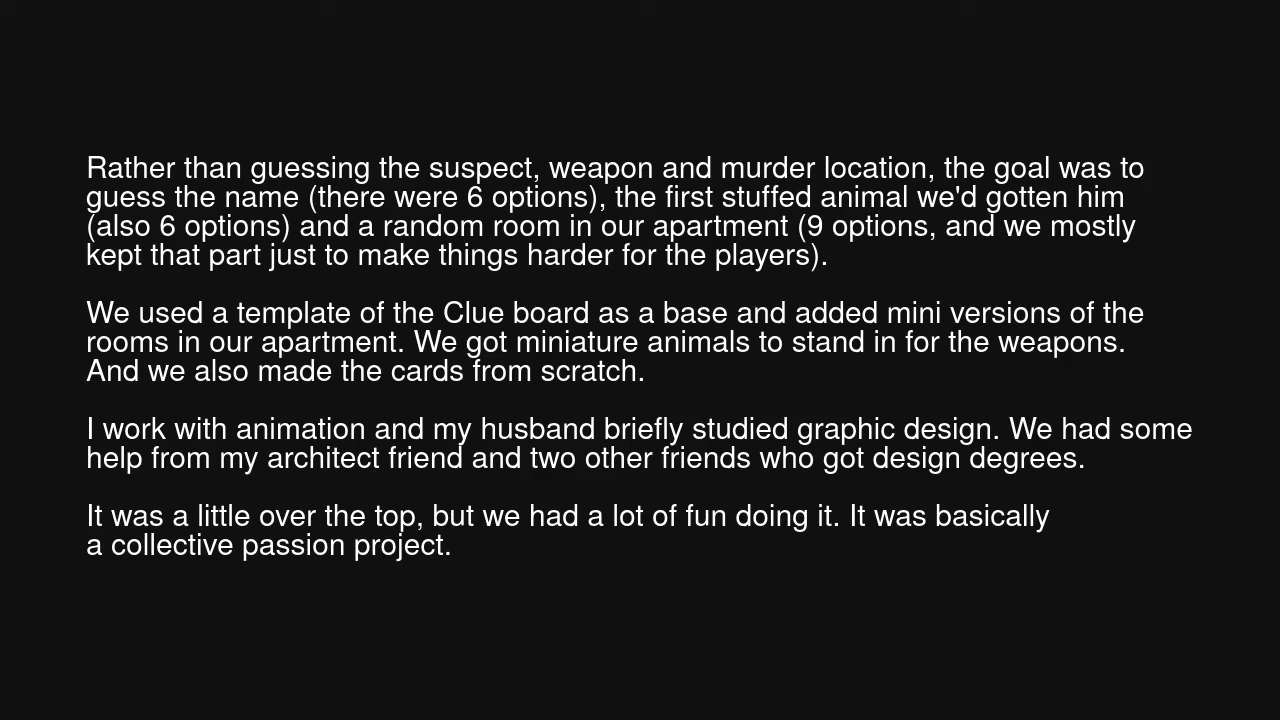 Rather than guessing the suspect, weapon and murder location, the goal was to
guess the name (there were 6 options), the first stuffed animal we'd gotten him
(also 6 options) and a random room in our apartment (9 options, and we mostly
kept that part just to make things harder for the players).
We used a template of the Clue board as a base and added mini versions of the
rooms in our apartment. We got miniature animals to stand in for the weapons.
And we also made the cards from scratch.
I work with animation and my husband briefly studied graphic design. We had some
help from my architect friend and two other friends who got design degrees.
It was a little over the top, but we had a lot of fun doing it. It was basically
a collective passion project.